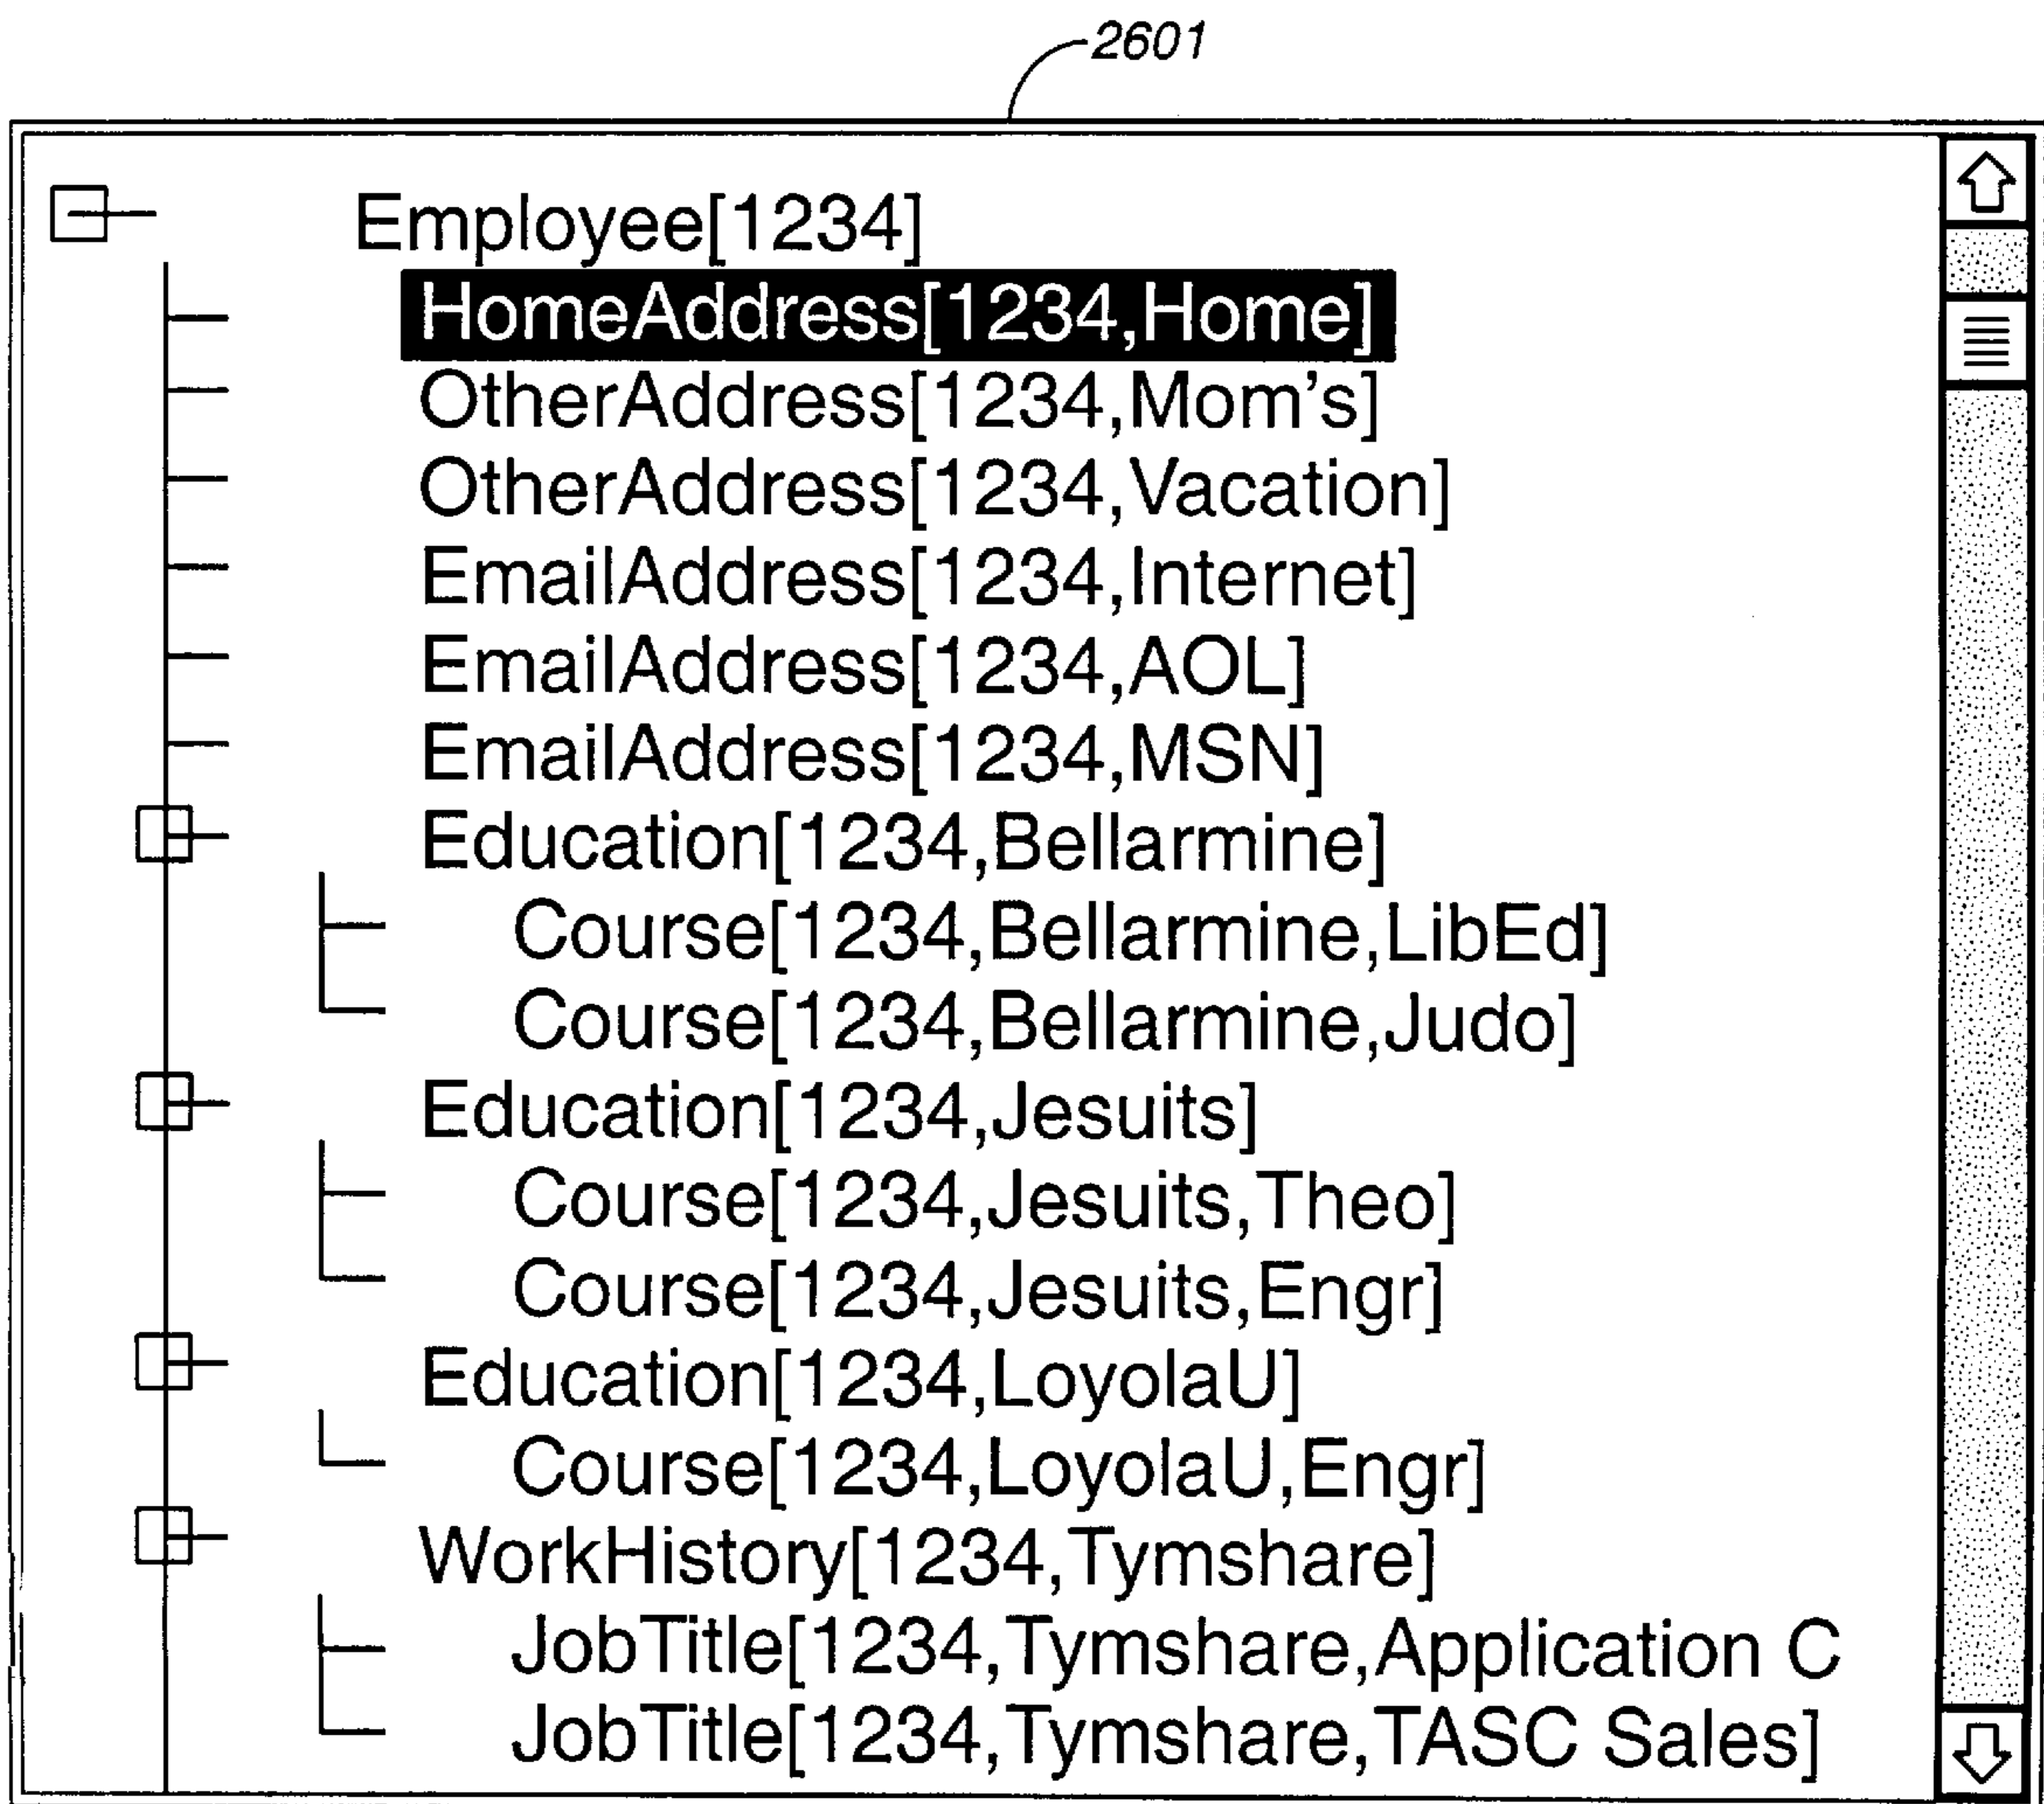 2601
Employee[1234]
HomeAddress[1234,Home]
OtherAddress[1234,Mom's]
OtherAddress[1234,Vacation]
EmailAddress[1234,Internet]
EmailAddress[1234,AOL]
EmailAddress[1234,MSN]
Education[1234,Bellarmine]
Course[1234,Bellarmine,LibEd]
Course[1234,Bellarmine,Judo]
Education[1234,Jesuits]
Course[1234,Jesuits,Theo]
Course[1234,Jesuits,Engr]
Education[1234,LoyolaU]
Course[1234,LoyolaU,Engr]
WorkHistory[1234,Tymshare]
JobTitle[1234,Tymshare,Application C
JobTitle[1234,Tymshare,TASC Sales]